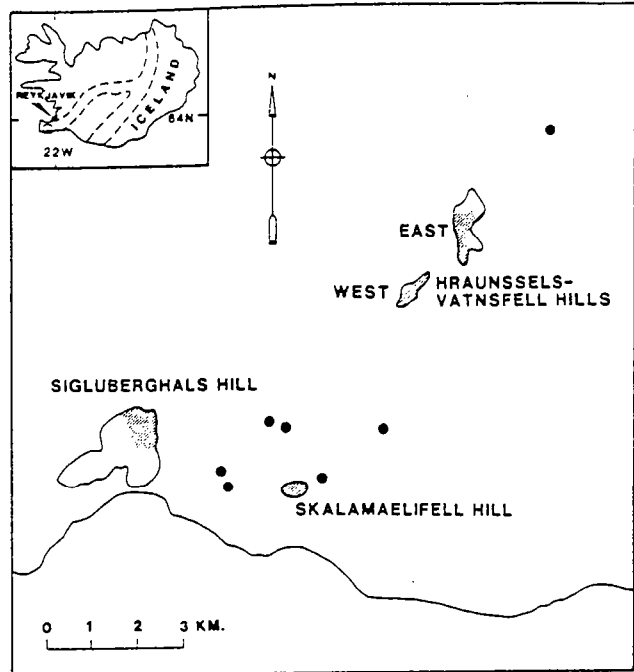 REYKJAVIK
ICELAND
64N
22W
N
EAST
WEST
HRAUNSSELS-
VATNSFELL HILLS
SIGLUBERGHALS HILL
SKALAMAELIFELL HILL
0 1 2 3 KM.